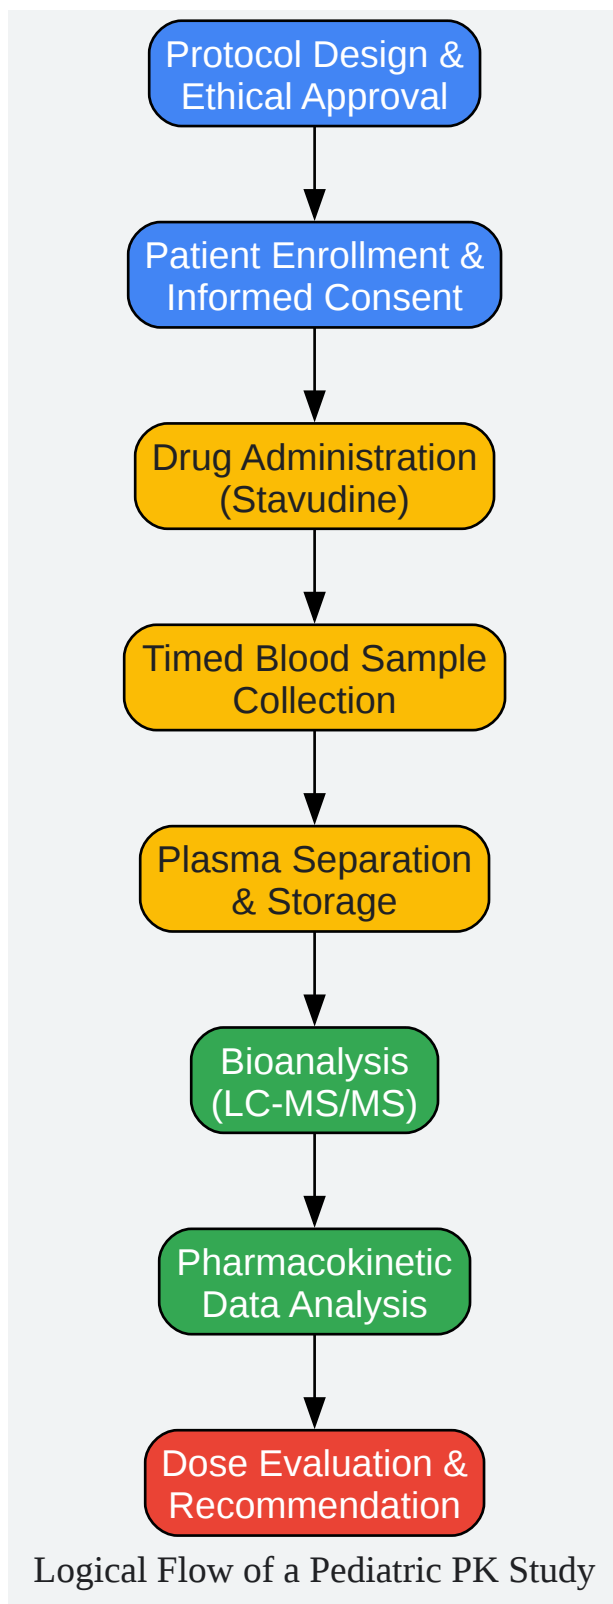 Protocol Design &
Ethical Approval
Patient Enrollment &
Informed Consent
Drug Administration
(Stavudine)
Timed Blood Sample
Collection
Plasma Separation
& Storage
Bioanalysis
(LC-MS/MS)
Pharmacokinetic
Data Analysis
Dose Evaluation &
Recommendation
Logical Flow of a Pediatric PK Study